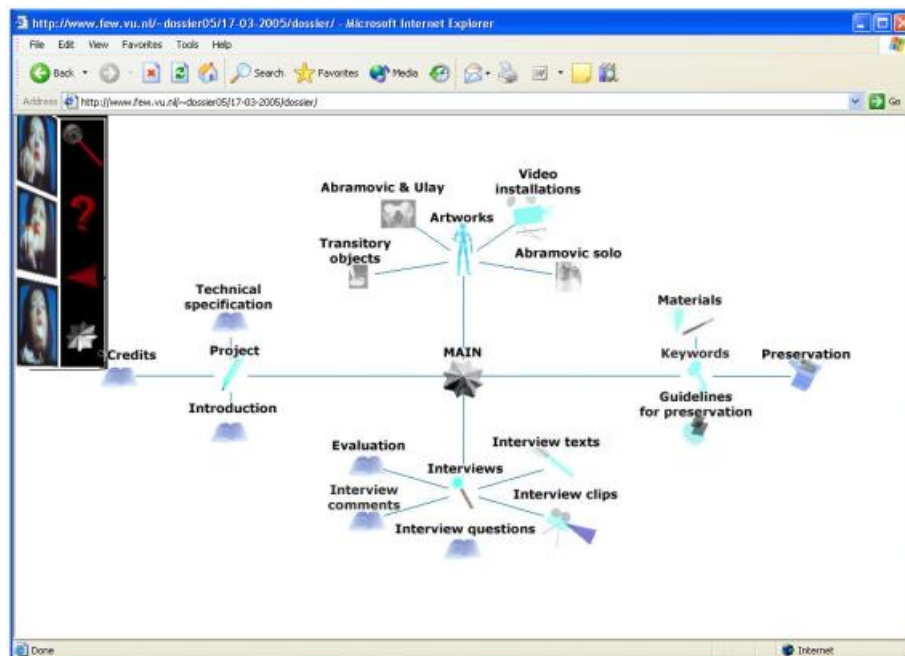 http://www.few.vu.nl/~dossier05/17-03-2005/dossier/ - Microsoft Internet Explorer
File Edit View Favorites Tools Help
Back Search Favorites Media
Address http://www.few.vu.nl/~dossier05/17-03-2005/dossier/ Go
?
Video
installations
Abramovic & Ulay
Artworks
Transitory
objects
Abramovic solo
Technical
specification
Materials
Credits
Project
MAIN
Keywords
Preservation
Introduction
Guidelines
for preservation
Evaluation
Interview texts
Interviews
Interview
comments
Interview clips
Interview questions
Done Internet